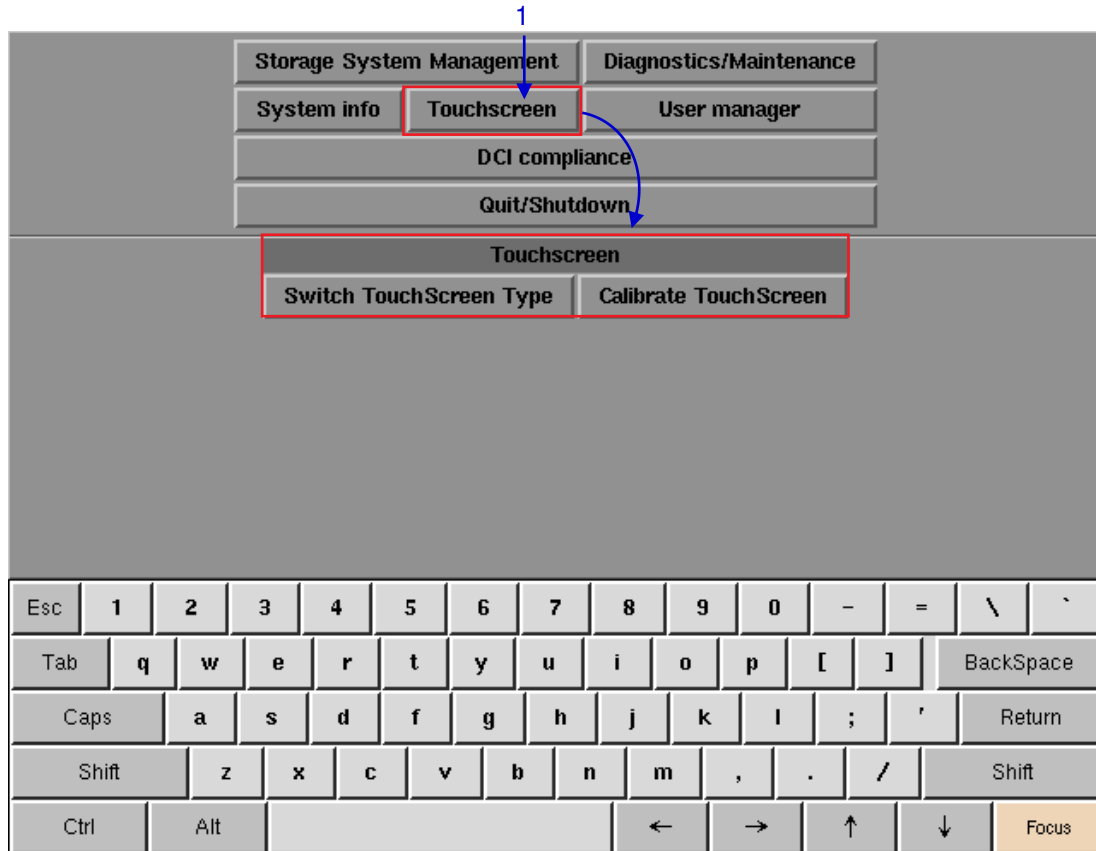 1
Storage System Management Diagnostics/Maintenance
System info Touchscreen User manager
DCI compliance
Quit/Shutdown
Touchscreen
Switch TouchScreen Type Calibrate TouchScreen
Esc 1 2 3 4 5 6 7 8 9 0 - = \ `
Tab q w e r t y u i o p [ ] BackSpace
Caps a s d f g h j k l ; ' Return
Shift z x c v b n m , . / Shift
Ctrl Alt ← → ↑ ↓ Focus